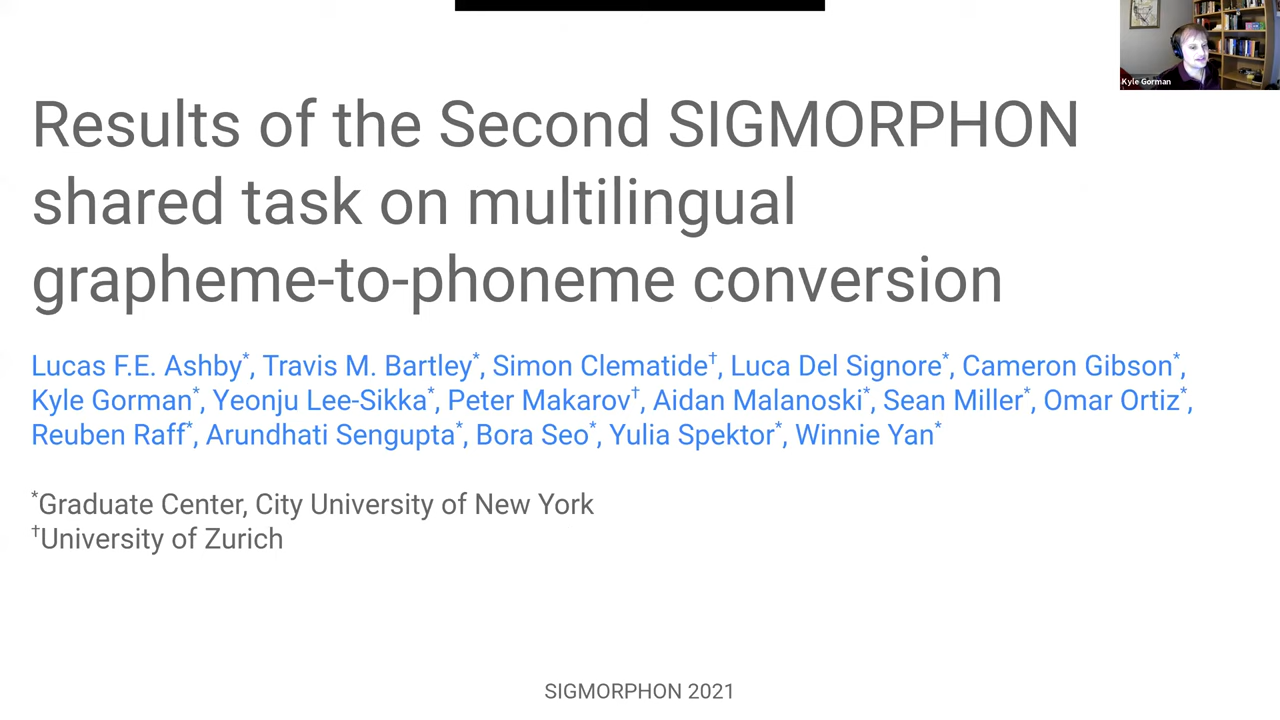 Kyle Gorman
Results of the Second SIGMORPHON
shared task on multilingual
grapheme-to-phoneme conversion
Lucas F.E. Ashby*, Travis M. Bartley*, Simon Clematide†, Luca Del Signore*, Cameron Gibson*,
Kyle Gorman*, Yeonju Lee-Sikka*, Peter Makarov†, Aidan Malanoski*, Sean Miller*, Omar Ortiz*,
Reuben Raff*, Arundhati Sengupta*, Bora Seo*, Yulia Spektor*, Winnie Yan*
*Graduate Center, City University of New York
†University of Zurich
SIGMORPHON 2021